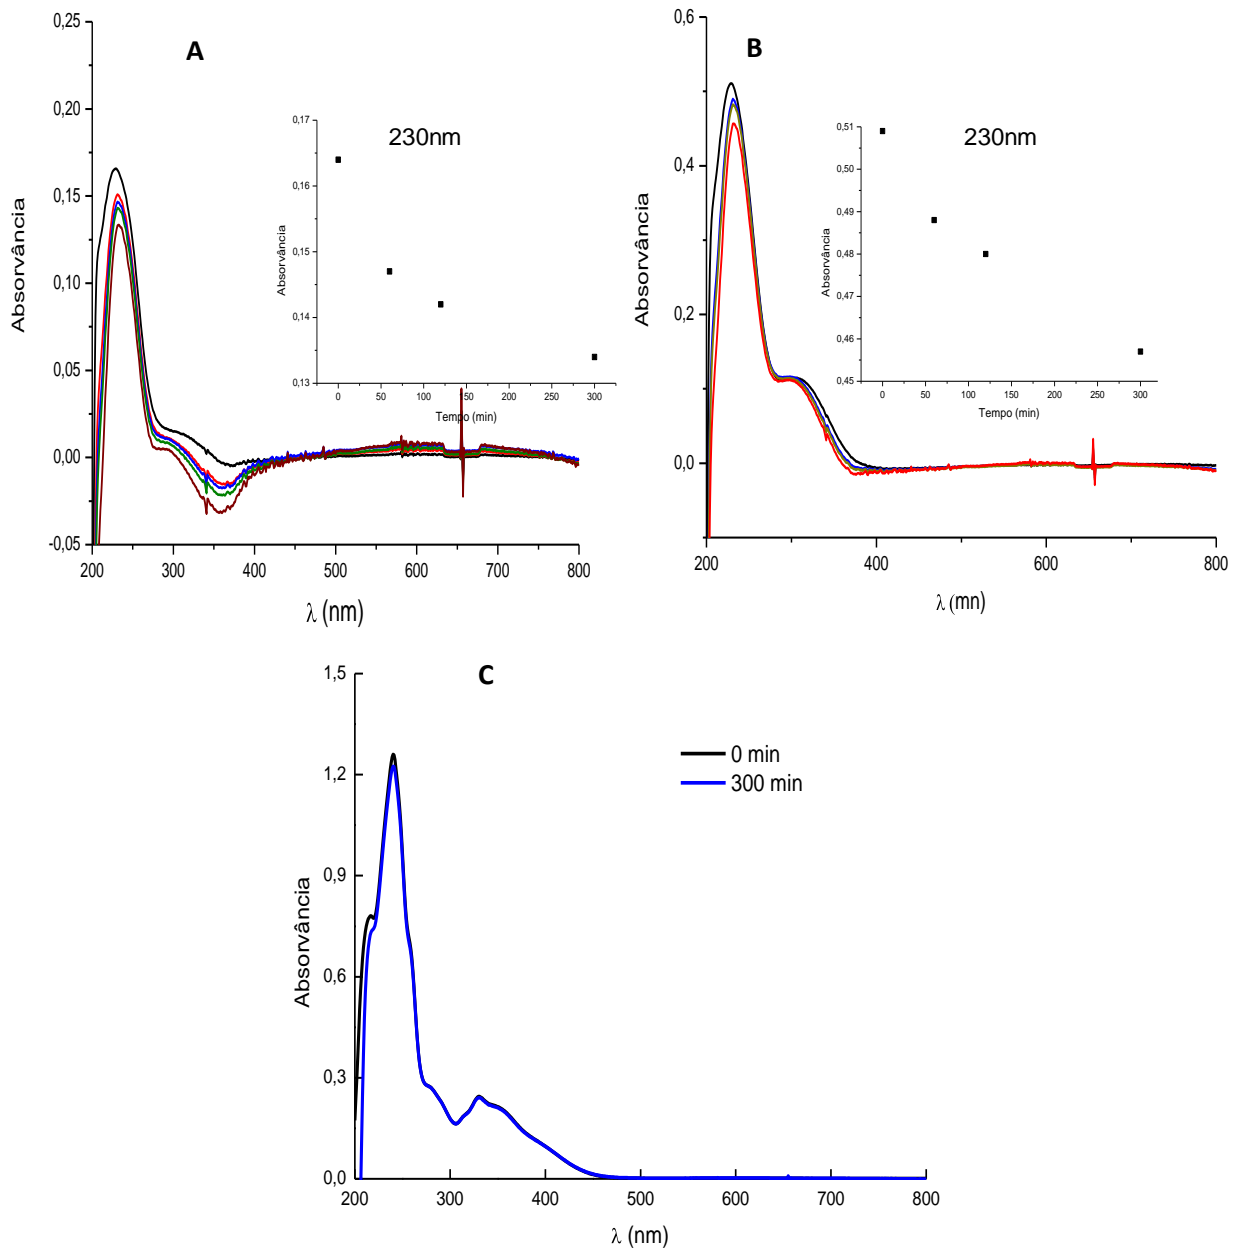 A
0,25
0,20
0,15
0,10
0,05
0,00
-0,05
Absorvância
200 300 400 500 600 700 800
λ (nm)
230nm
0,17
0,16
0,15
0,14
0,13
Absorvância
0 50 100 150 200 250 300
Tempo (min)
B
0,6
0,4
0,2
0,0
Absorvância
200 400 600 800
λ (mn)
230nm
0,51
0,50
0,49
0,48
0,47
0,46
0,45
Absorvância
0 50 100 150 200 250 300
Tempo (min)
C
1,5
1,2
0,9
0,6
0,3
0,0
Absorvância
200 300 400 500 600 700 800
λ (nm)
0 min
300 min